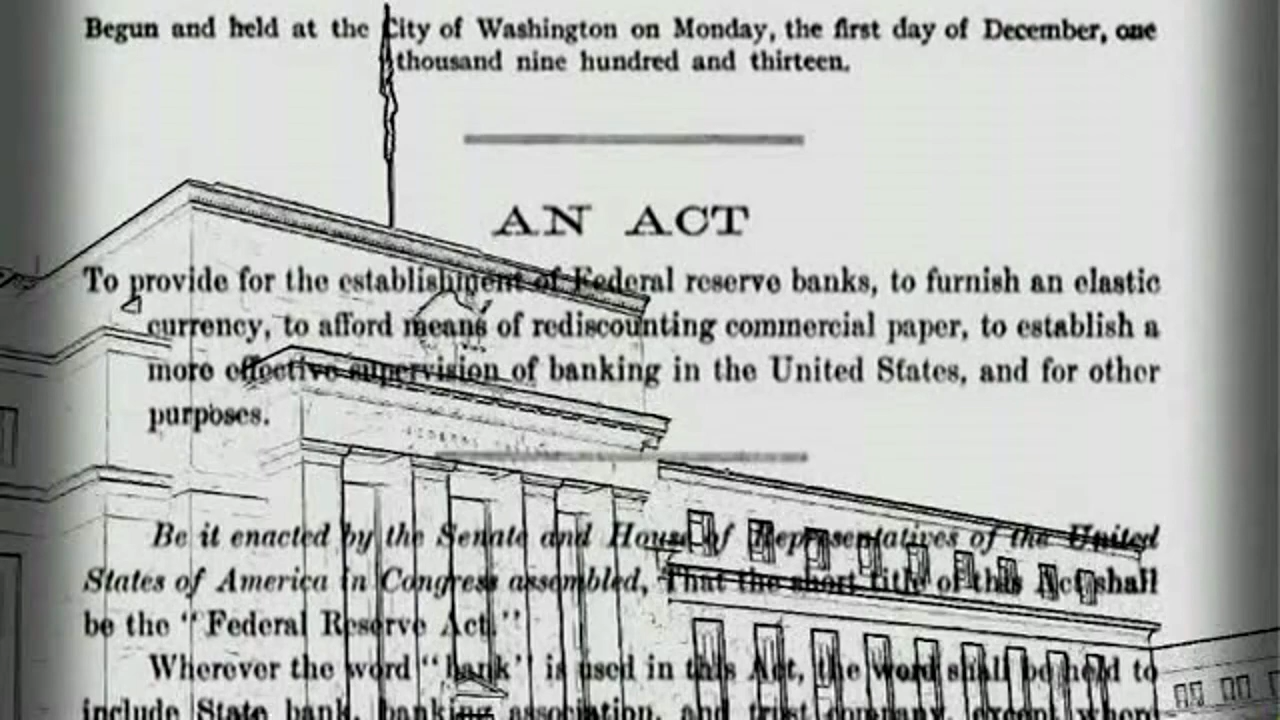 Begun and held at the City of Washington on Monday, the first day of December, one
thousand nine hundred and thirteen.
AN ACT
To provide for the establishment of Federal reserve banks, to furnish an elastic
currency, to afford means of rediscounting commercial paper, to establish a
more effective supervision of banking in the United States, and for other
purposes.
Be it enacted by the Senate and House of Representatives of the United
States of America in Congress assembled, That the short title of this Act shall
be the "Federal Reserve Act."
Wherever the word "bank" is used in this Act, the word shall be held to
include State bank, banking association, and trust company, except where